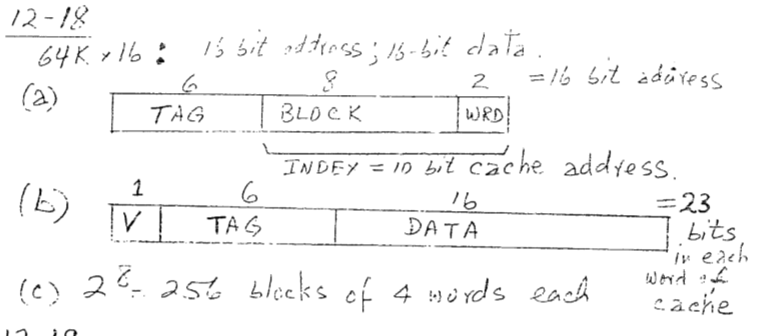 12-18
64K x 16 : 16 bit address ; 16-bit data .
6 8 2 = 16 bit address
(a) TAG BLOCK WRD
INDEX = 10 bit cache address.
1 6 16 = 23
(b) V TAG DATA bits
in each
word of
(c) 2^8 = 256 blocks of 4 words each cache